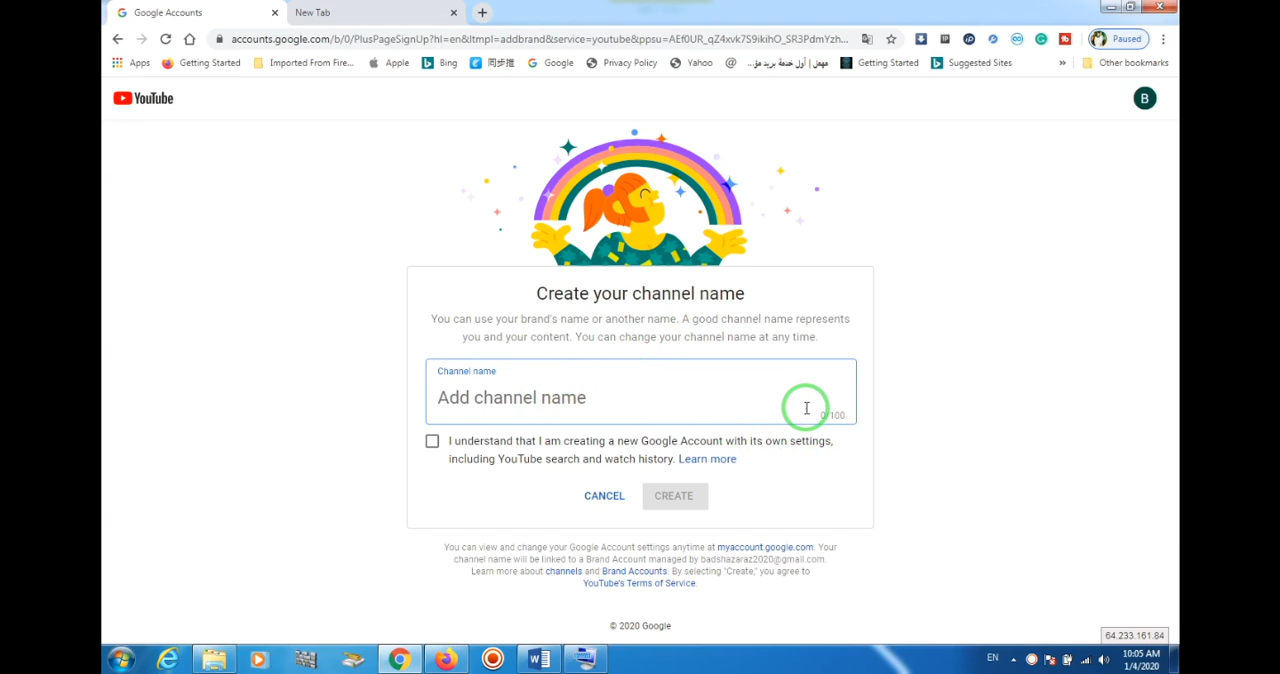 Google Accounts
New Tab
accounts.google.com/b/0/PlusPageSignUp?hl=en&ltmpl=addbrand&service=youtube&ppsu=AEf0UR_qZ4xvk7S9ikihO_SR3PdmYzh...
Paused
Apps
Getting Started
Imported From Fire...
Apple
Bing
同步推
Google
Privacy Policy
Yahoo
مهمل | أول خدمة بريد مؤ...
Getting Started
Suggested Sites
»
Other bookmarks
YouTube
B
Create your channel name
You can use your brand's name or another name. A good channel name represents
you and your content. You can change your channel name at any time.
Channel name
Add channel name
0/100
I understand that I am creating a new Google Account with its own settings,
including YouTube search and watch history. Learn more
CANCEL
CREATE
You can view and change your Google Account settings anytime at myaccount.google.com. Your
channel name will be linked to a Brand Account managed by badshazaraz2020@gmail.com.
Learn more about channels and Brand Accounts. By selecting "Create," you agree to
YouTube's Terms of Service.
© 2020 Google
64.233.161.84
EN
10:05 AM
1/4/2020